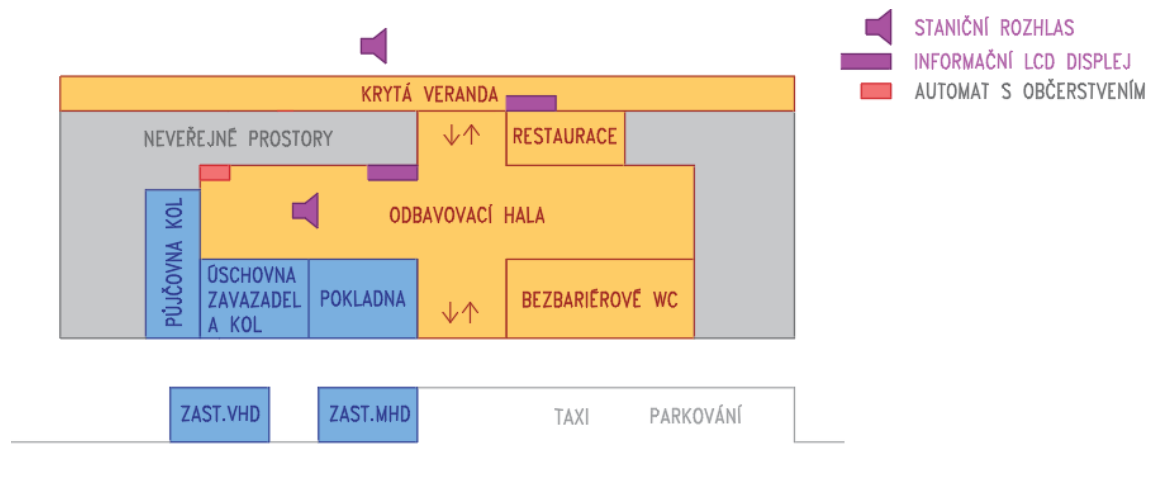 STANIČNÍ ROZHLAS
INFORMAČNÍ LCD DISPLEJ
AUTOMAT S OBČERSTVENÍM
KRYTÁ VERANDA
NEVEŘEJNÉ PROSTORY
↓↑
RESTAURACE
PŮJČOVNA KOL
ODBAVOVACÍ HALA
ÚSCHOVNA
ZAVAZADEL
A KOL
POKLADNA
↓↑
BEZBARIÉROVÉ WC
ZAST.VHD
ZAST.MHD
TAXI
PARKOVÁNÍ